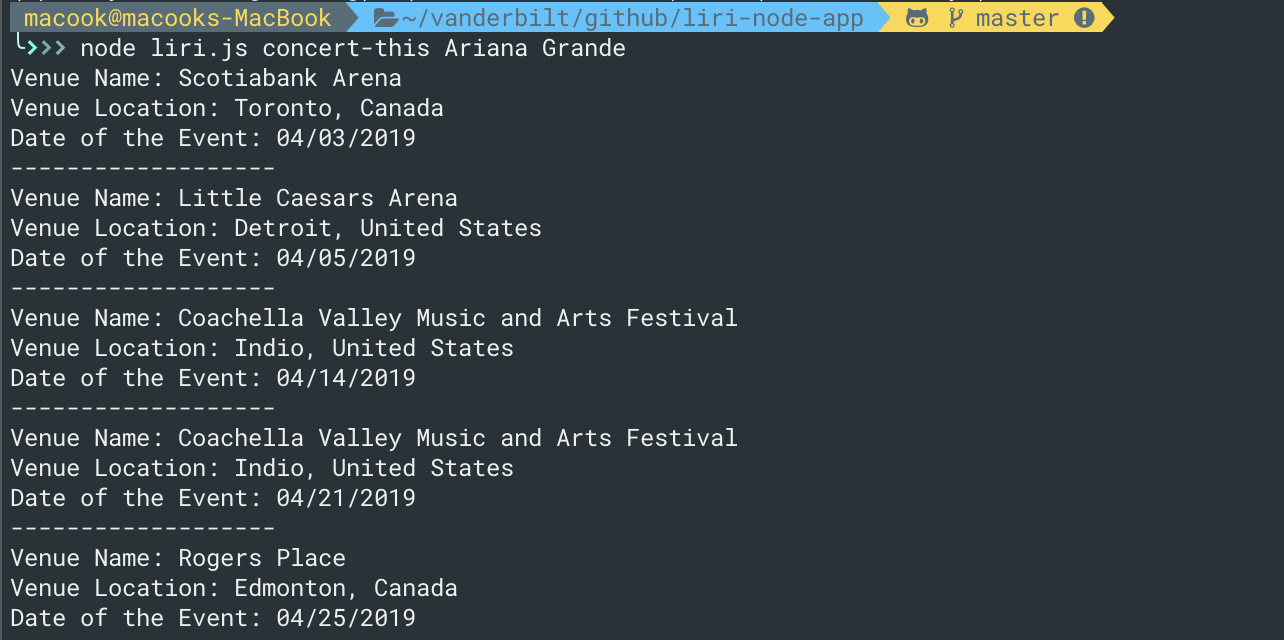 macook@macooks-MacBook ~/vanderbilt/github/liri-node-app master
>>> node liri.js concert-this Ariana Grande
Venue Name: Scotiabank Arena
Venue Location: Toronto, Canada
Date of the Event: 04/03/2019
-------------------
Venue Name: Little Caesars Arena
Venue Location: Detroit, United States
Date of the Event: 04/05/2019
-------------------
Venue Name: Coachella Valley Music and Arts Festival
Venue Location: Indio, United States
Date of the Event: 04/14/2019
-------------------
Venue Name: Coachella Valley Music and Arts Festival
Venue Location: Indio, United States
Date of the Event: 04/21/2019
-------------------
Venue Name: Rogers Place
Venue Location: Edmonton, Canada
Date of the Event: 04/25/2019